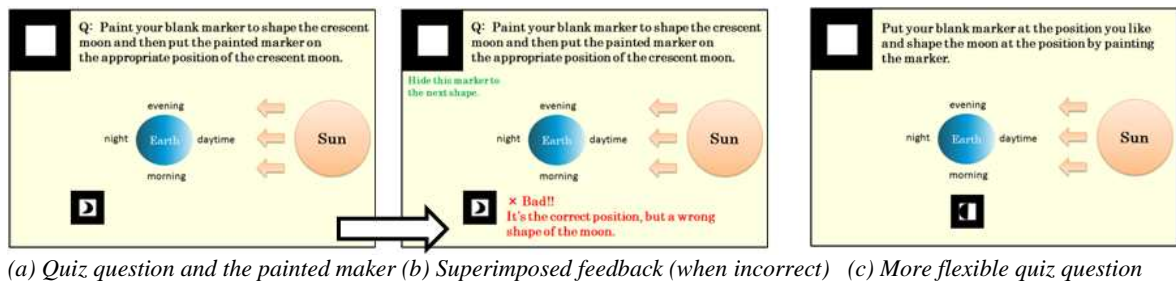 Q: Paint your blank marker to shape the crescent
moon and then put the painted marker on
the appropriate position of the crescent moon.
evening
night
Earth
daytime
Sun
morning
Q: Paint your blank marker to shape the crescent
moon and then put the painted marker on
the appropriate position of the crescent moon.
Hide this marker to
the next shape.
evening
night
Earth
daytime
Sun
morning
× Bad!!
It's the correct position, but a wrong
shape of the moon.
Put your blank marker at the position you like
and shape the moon at the position by painting
the marker.
evening
night
Earth
daytime
Sun
morning
(a) Quiz question and the painted maker (b) Superimposed feedback (when incorrect) (c) More flexible quiz question